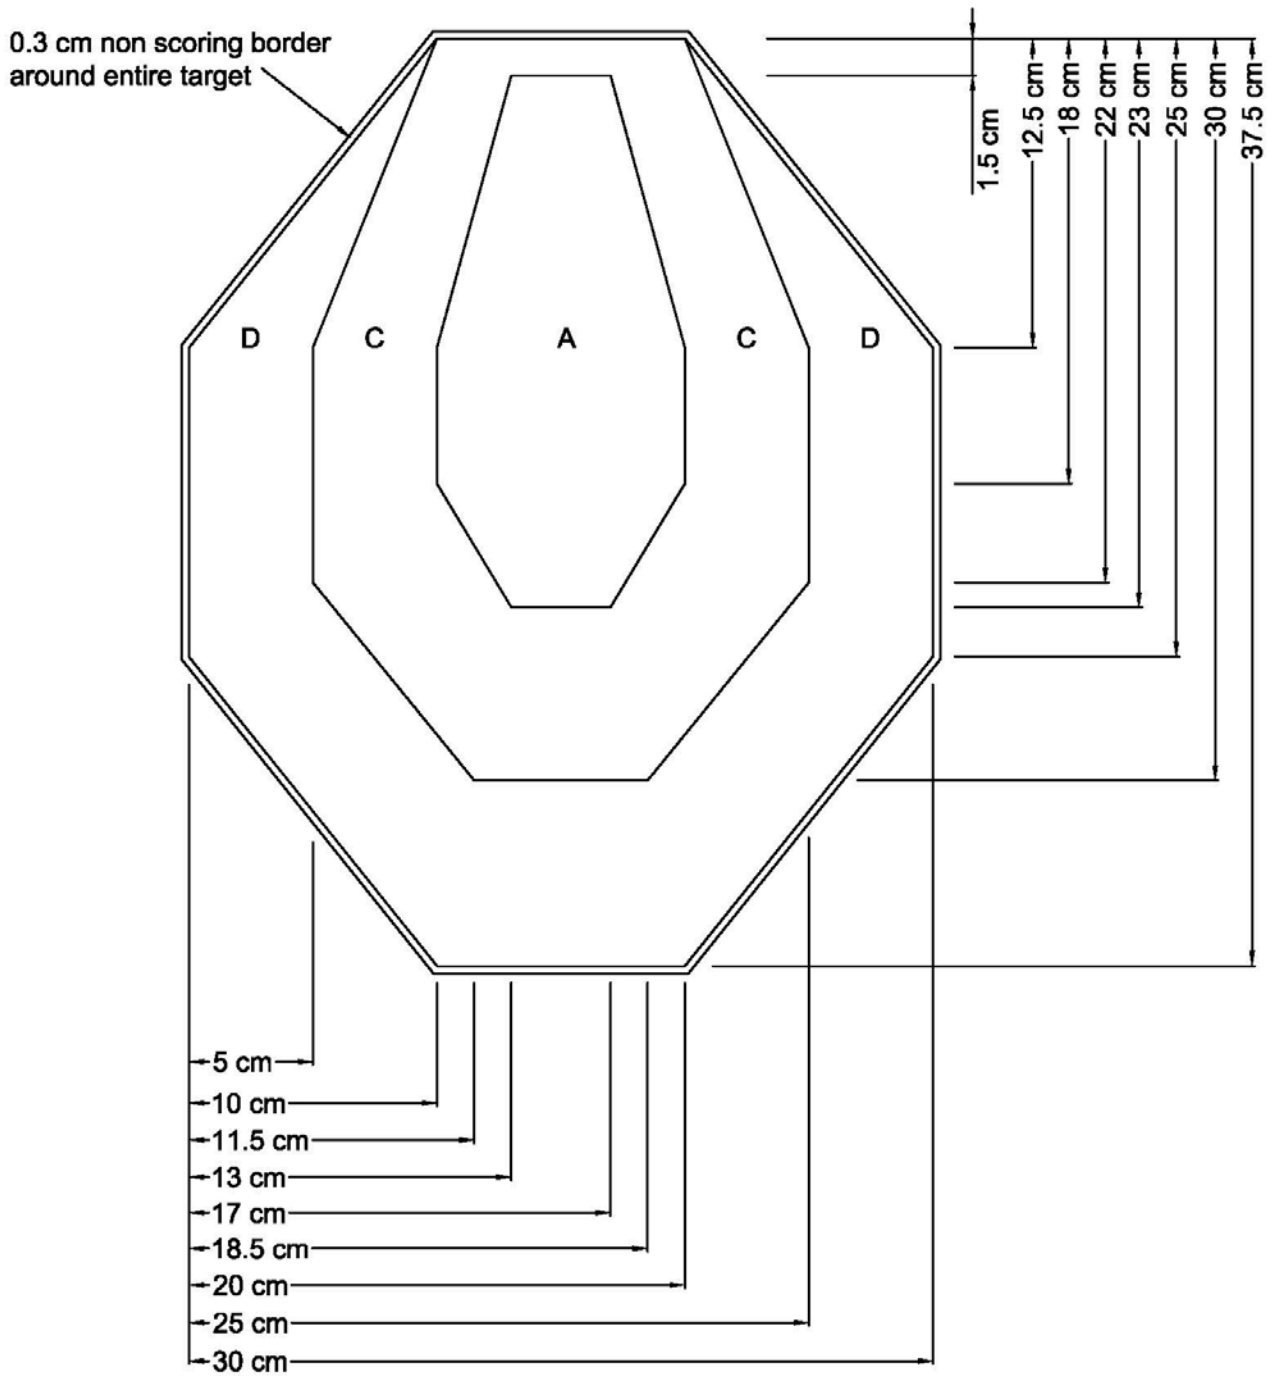 0.3 cm non scoring border
around entire target
1.5 cm
12.5 cm
18 cm
22 cm
23 cm
25 cm
30 cm
37.5 cm
D
C
A
C
D
5 cm
10 cm
11.5 cm
13 cm
17 cm
18.5 cm
20 cm
25 cm
30 cm